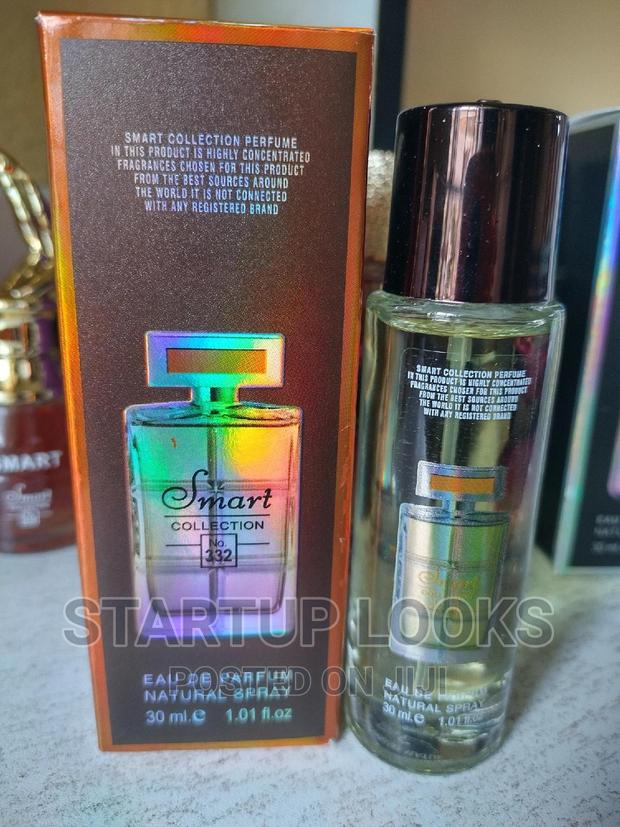 SMART COLLECTION PERFUME
IN THIS PRODUCT IS HIGHLY CONCENTRATED
FRAGRANCES CHOSEN FOR THIS PRODUCT
FROM THE BEST SOURCES AROUND
THE WORLD IT IS NOT CONNECTED
WITH ANY REGISTERED BRAND
Smart
COLLECTION
No.
332
EAU DE PARFUM
NATURAL SPRAY
30 ml.e 1.01 fl.oz
SMART COLLECTION PERFUME
IN THIS PRODUCT IS HIGHLY CONCENTRATED
FRAGRANCES CHOSEN FOR THIS PRODUCT
FROM THE BEST SOURCES AROUND
THE WORLD IT IS NOT CONNECTED
WITH ANY REGISTERED BRAND
Smart
EAU DE PARFUM
NATURAL SPRAY
30 ml.e 1.01 fl.oz
SMART
Smart
STARTUP LOOKS
POSTED ON JIJI